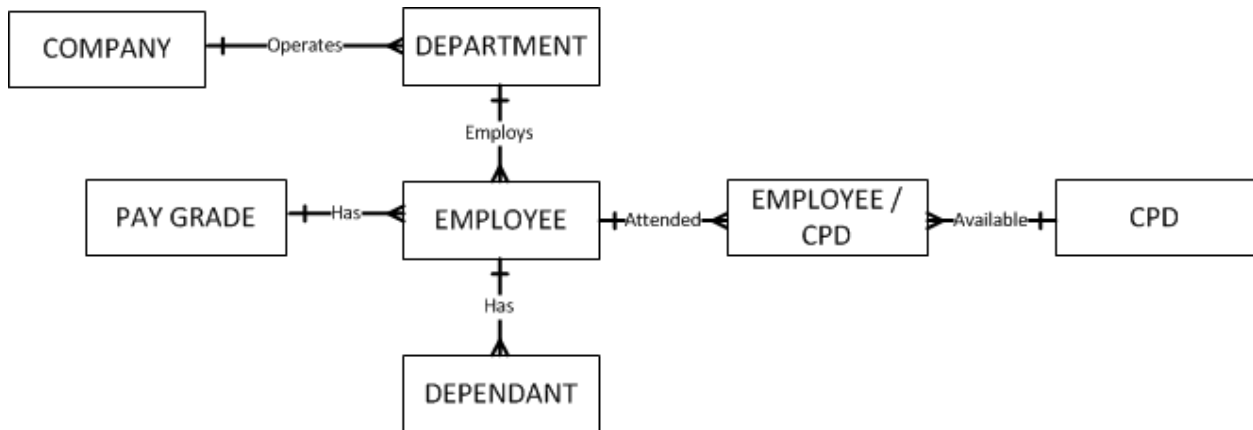 COMPANY
Operates
DEPARTMENT
Employs
PAY GRADE
Has
EMPLOYEE
Attended
EMPLOYEE /
CPD
Available
CPD
Has
DEPENDANT